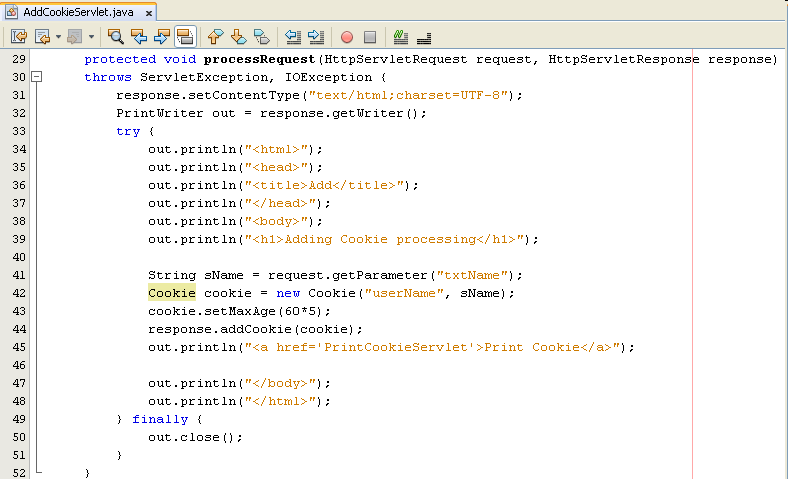 AddCookieServlet.java
29 protected void processRequest(HttpServletRequest request, HttpServletResponse response)
30 throws ServletException, IOException {
31 response.setContentType("text/html;charset=UTF-8");
32 PrintWriter out = response.getWriter();
33 try {
34 out.println("<html>");
35 out.println("<head>");
36 out.println("<title>Add</title>");
37 out.println("</head>");
38 out.println("<body>");
39 out.println("<h1>Adding Cookie processing</h1>");
40
41 String sName = request.getParameter("txtName");
42 Cookie cookie = new Cookie("userName", sName);
43 cookie.setMaxAge(60*5);
44 response.addCookie(cookie);
45 out.println("<a href='PrintCookieServlet'>Print Cookie</a>");
46
47 out.println("</body>");
48 out.println("</html>");
49 } finally {
50 out.close();
51 }
52 }